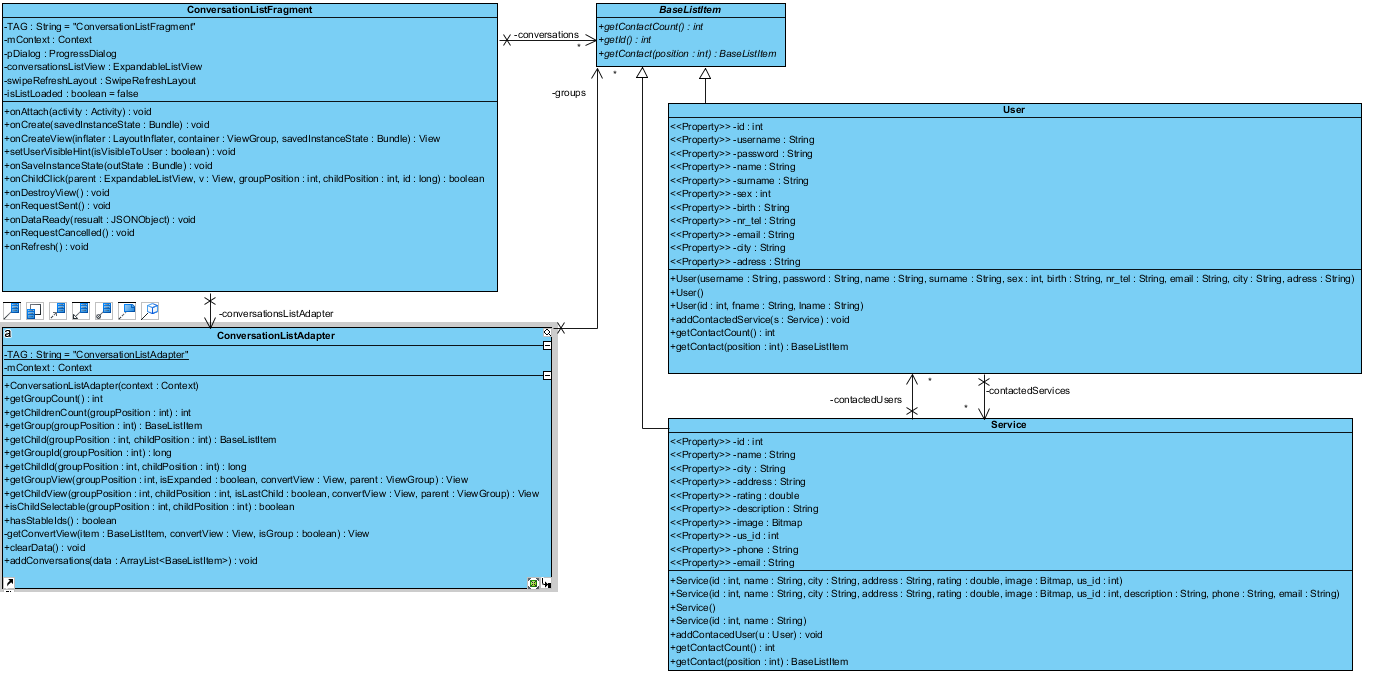 ConversationListFragment
-TAG : String = "ConversationListFragment"
-mContext : Context
-pDialog : ProgressDialog
-conversationsListView : ExpandableListView
-swipeRefreshLayout : SwipeRefreshLayout
-isListLoaded : boolean = false
+onAttach(activity : Activity) : void
+onCreate(savedInstanceState : Bundle) : void
+onCreateView(inflater : LayoutInflater, container : ViewGroup, savedInstanceState : Bundle) : View
+setUserVisibleHint(isVisibleToUser : boolean) : void
+onSaveInstanceState(outState : Bundle) : void
+onChildClick(parent : ExpandableListView, v : View, groupPosition : int, childPosition : int, id : long) : boolean
+onDestroyView() : void
+onRequestSent() : void
+onDataReady(resualt : JSONObject) : void
+onRequestCancelled() : void
+onRefresh() : void
-conversations
*
BaseListItem
+getContactCount() : int
+getId() : int
+getContact(position : int) : BaseListItem
*
-groups
User
<<Property>> -id : int
<<Property>> -username : String
<<Property>> -password : String
<<Property>> -name : String
<<Property>> -surname : String
<<Property>> -sex : int
<<Property>> -birth : String
<<Property>> -nr_tel : String
<<Property>> -email : String
<<Property>> -city : String
<<Property>> -adress : String
+User(username : String, password : String, name : String, surname : String, sex : int, birth : String, nr_tel : String, email : String, city : String, adress : String)
+User()
+User(id : int, fname : String, lname : String)
+addContactedService(s : Service) : void
+getContactCount() : int
+getContact(position : int) : BaseListItem
-conversationsListAdapter
a
ConversationListAdapter
-TAG : String = "ConversationListAdapter"
-mContext : Context
+ConversationListAdapter(context : Context)
+getGroupCount() : int
+getChildrenCount(groupPosition : int) : int
+getGroup(groupPosition : int) : BaseListItem
+getChild(groupPosition : int, childPosition : int) : BaseListItem
+getGroupId(groupPosition : int) : long
+getChildId(groupPosition : int, childPosition : int) : long
+getGroupView(groupPosition : int, isExpanded : boolean, convertView : View, parent : ViewGroup) : View
+getChildView(groupPosition : int, childPosition : int, isLastChild : boolean, convertView : View, parent : ViewGroup) : View
+isChildSelectable(groupPosition : int, childPosition : int) : boolean
+hasStableIds() : boolean
-getConvertView(item : BaseListItem, convertView : View, isGroup : boolean) : View
+clearData() : void
+addConversations(data : ArrayList<BaseListItem>) : void
*
-contactedUsers
-contactedServices
*
Service
<<Property>> -id : int
<<Property>> -name : String
<<Property>> -city : String
<<Property>> -address : String
<<Property>> -rating : double
<<Property>> -description : String
<<Property>> -image : Bitmap
<<Property>> -us_id : int
<<Property>> -phone : String
<<Property>> -email : String
+Service(id : int, name : String, city : String, address : String, rating : double, image : Bitmap, us_id : int)
+Service(id : int, name : String, city : String, address : String, rating : double, image : Bitmap, us_id : int, description : String, phone : String, email : String)
+Service()
+Service(id : int, name : String)
+addContacedUser(u : User) : void
+getContactCount() : int
+getContact(position : int) : BaseListItem